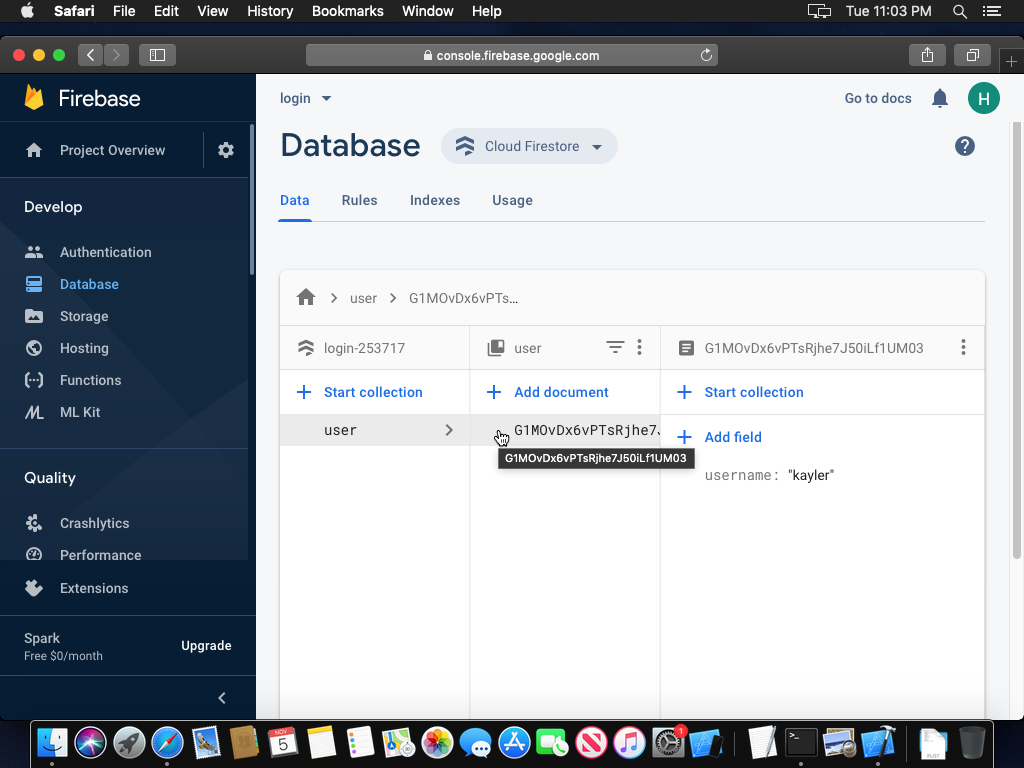 Safari File Edit View History Bookmarks Window Help Tue 11:03 PM
console.firebase.google.com
Firebase
login
Go to docs
H
Project Overview
Database
Cloud Firestore
?
Data Rules Indexes Usage
Develop
Authentication
Database
Storage
Hosting
Functions
ML Kit
Quality
Crashlytics
Performance
Extensions
Spark
Free $0/month
Upgrade
user
G1MOvDx6vPTs...
login-253717
user
G1MOvDx6vPTsRjhe7J50iLf1UM03
Start collection
Add document
Start collection
user
G1MOvDx6vPTsRjhe7J
Add field
G1MOvDx6vPTsRjhe7J50iLf1UM03
username: "kayler"
NOV
5
1